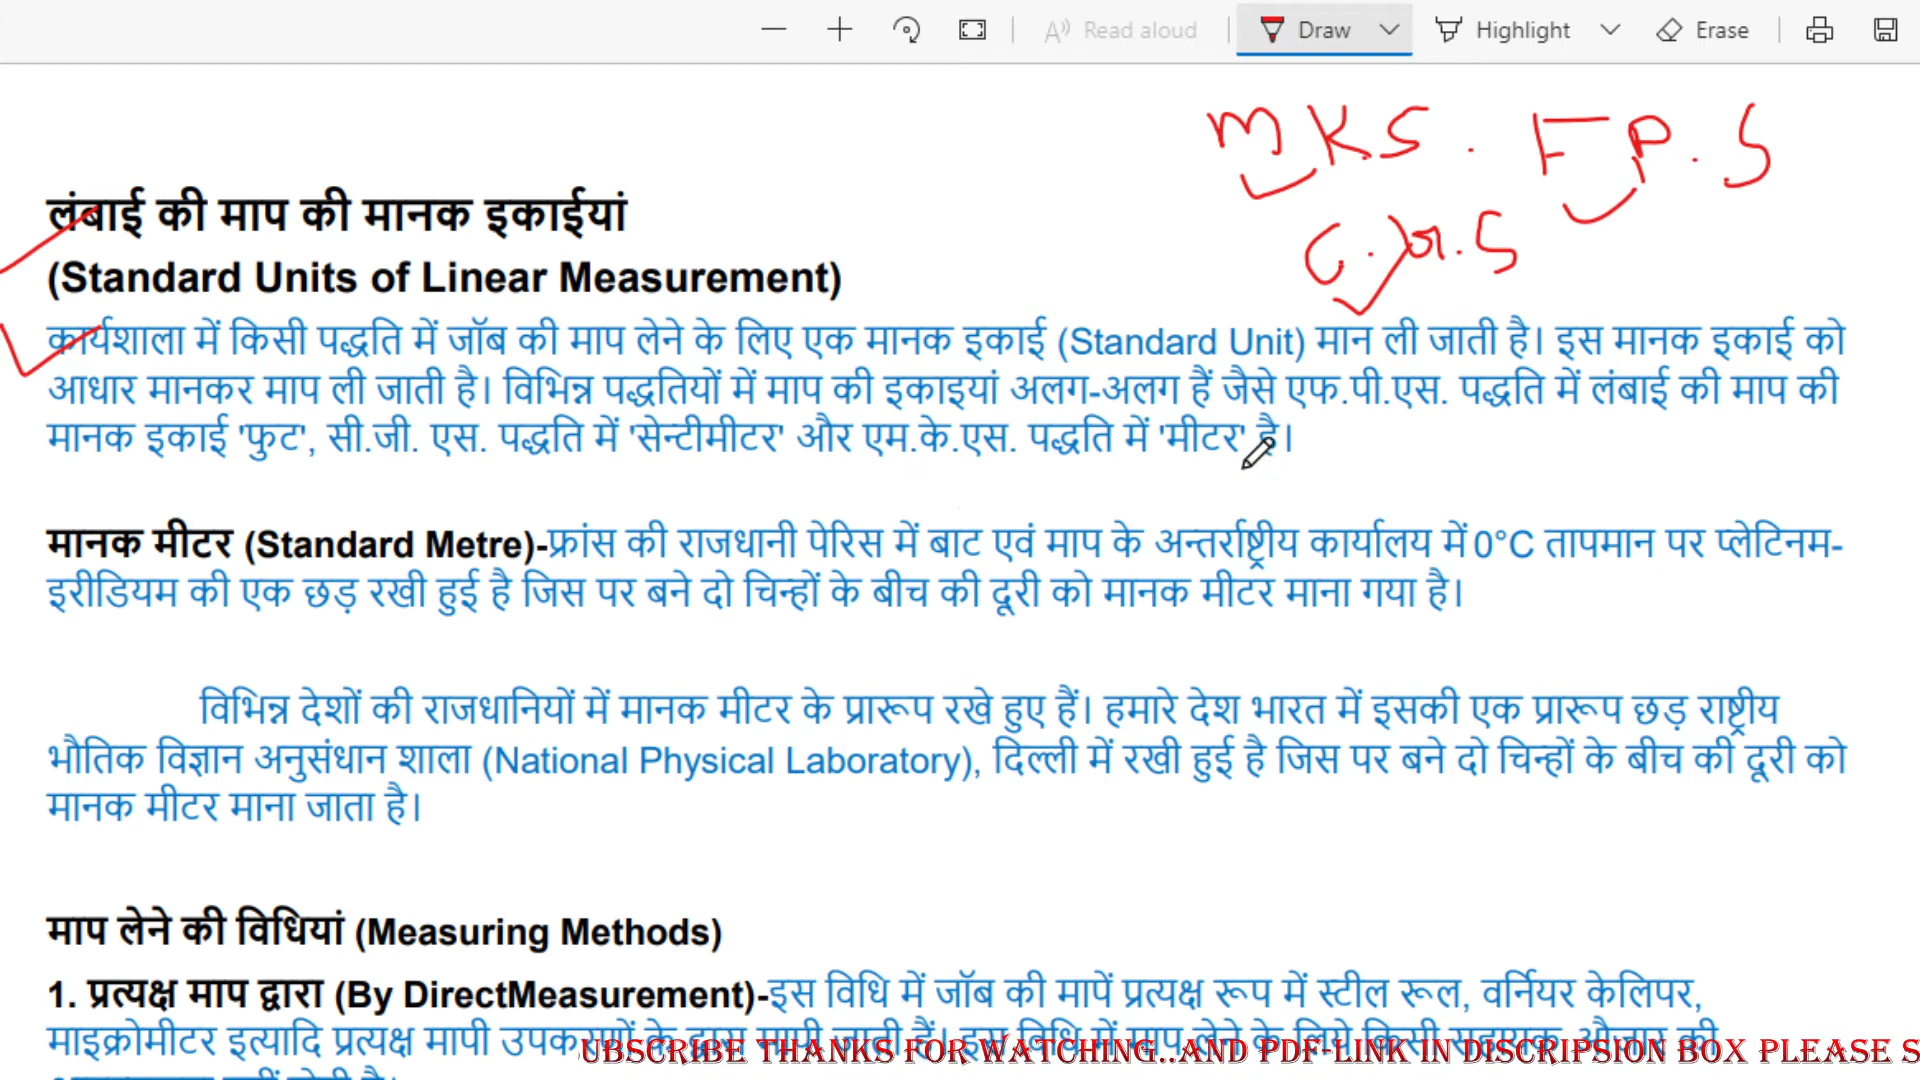 Read aloud Draw Highlight Erase
MKS. F P. S
C. G. S
लंबाई की माप की मानक इकाईयां
(Standard Units of Linear Measurement)
कार्यशाला में किसी पद्धति में जॉब की माप लेने के लिए एक मानक इकाई (Standard Unit) मान ली जाती है। इस मानक इकाई को
आधार मानकर माप ली जाती है। विभिन्न पद्धतियों में माप की इकाइयां अलग-अलग हैं जैसे एफ.पी.एस. पद्धति में लंबाई की माप की
मानक इकाई 'फुट', सी.जी. एस. पद्धति में 'सेन्टीमीटर' और एम.के.एस. पद्धति में 'मीटर' है।
मानक मीटर (Standard Metre)-फ्रांस की राजधानी पेरिस में बाट एवं माप के अन्तर्राष्ट्रीय कार्यालय में 0°C तापमान पर प्लेटिनम-
इरीडियम की एक छड़ रखी हुई है जिस पर बने दो चिन्हों के बीच की दूरी को मानक मीटर माना गया है।
विभिन्न देशों की राजधानियों में मानक मीटर के प्रारूप रखे हुए हैं। हमारे देश भारत में इसकी एक प्रारूप छड़ राष्ट्रीय
भौतिक विज्ञान अनुसंधान शाला (National Physical Laboratory), दिल्ली में रखी हुई है जिस पर बने दो चिन्हों के बीच की दूरी को
मानक मीटर माना जाता है।
माप लेने की विधियां (Measuring Methods)
1. प्रत्यक्ष माप द्वारा (By DirectMeasurement)-इस विधि में जॉब की मापें प्रत्यक्ष रूप में स्टील रूल, वर्नियर केलिपर,
माइक्रोमीटर इत्यादि प्रत्यक्ष मापी उपकरणों के द्वारा मापी जाती हैं। इस विधि में माप लेने के लिये किसी सहायक औजार की
UBSCRIBE THANKS FOR WATCHING..AND PDF-LINK IN DISCRIPSION BOX PLEASE S